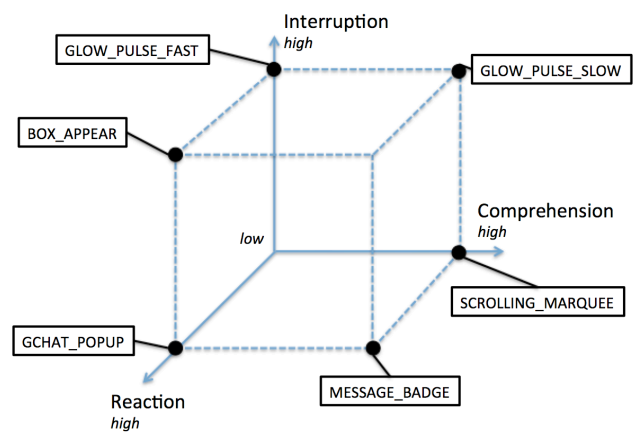 Interruption
high
GLOW_PULSE_FAST
GLOW_PULSE_SLOW
BOX_APPEAR
Comprehension
high
low
SCROLLING_MARQUEE
GCHAT_POPUP
MESSAGE_BADGE
Reaction
high